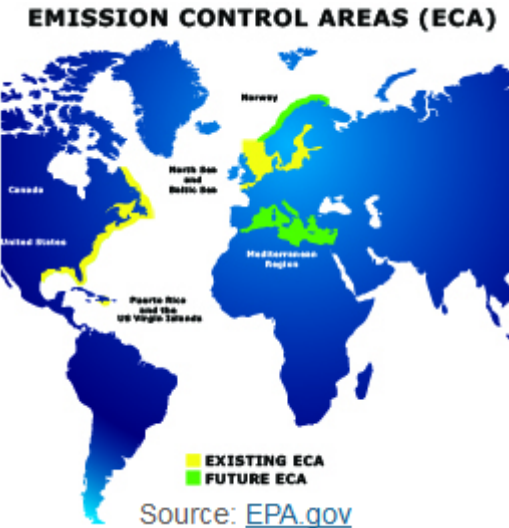 EMISSION CONTROL AREAS (ECA)
Norway
North Sea
and
Baltic Sea
Canada
United States
Mediterranean
Region
Puerto Rico
and the
US Virgin Islands
EXISTING ECA
FUTURE ECA
Source: EPA.gov